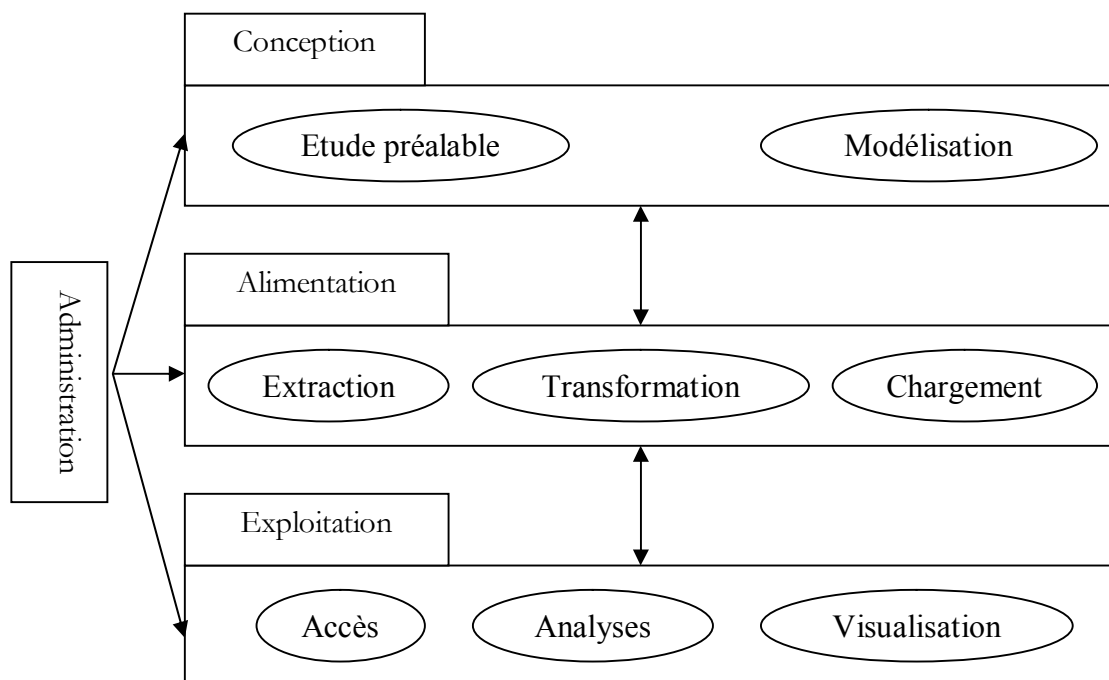 Conception
Etude préalable
Modélisation
Administration
Alimentation
Extraction
Transformation
Chargement
Exploitation
Accès
Analyses
Visualisation